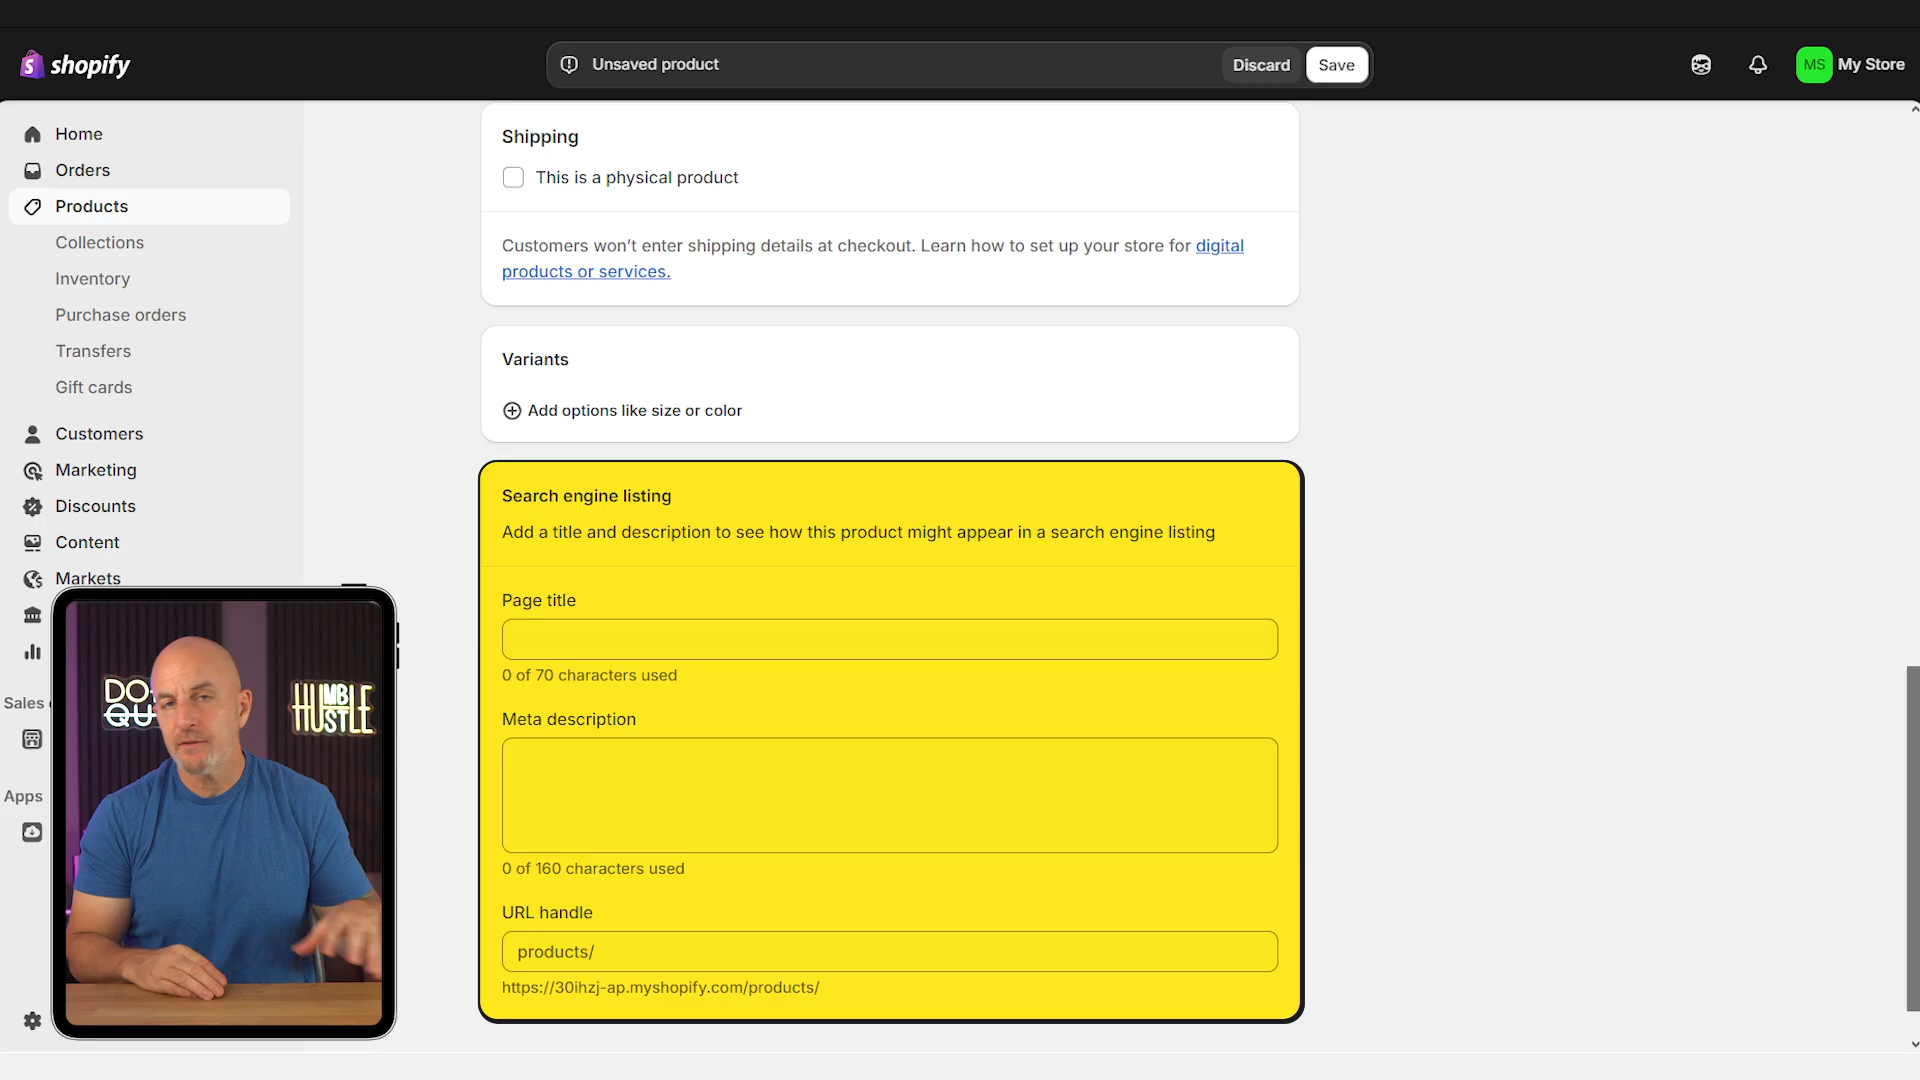 shopify
Unsaved product
Discard
Save
MS
My Store
Home
Orders
Products
Collections
Inventory
Purchase orders
Transfers
Gift cards
Customers
Marketing
Discounts
Content
Markets
Sales
Apps
Shipping
This is a physical product
Customers won't enter shipping details at checkout. Learn how to set up your store for digital
products or services.
Variants
Add options like size or color
Search engine listing
Add a title and description to see how this product might appear in a search engine listing
Page title
0 of 70 characters used
Meta description
0 of 160 characters used
URL handle
products/
https://30ihzj-ap.myshopify.com/products/
HUMBLE
HUSTLE